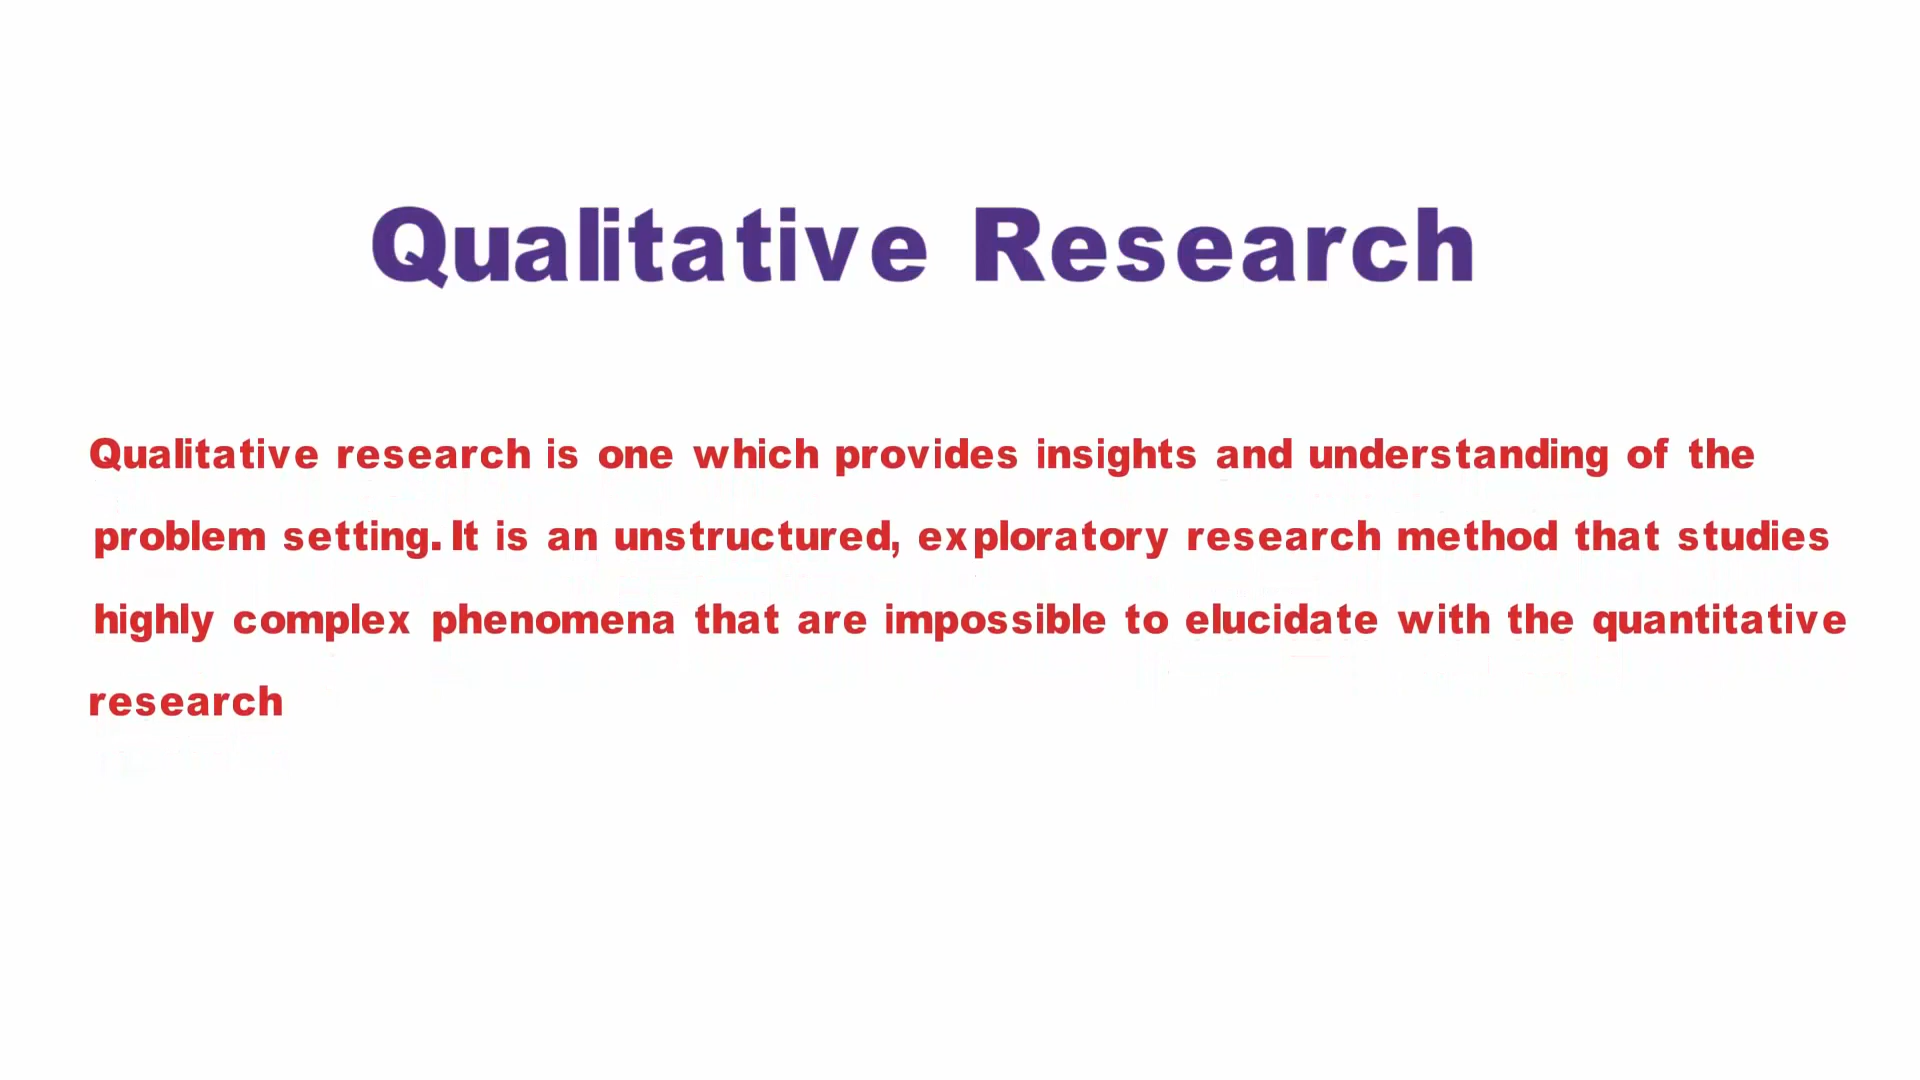 Qualitative Research
Qualitative research is one which provides insights and understanding of the
problem setting. It is an unstructured, exploratory research method that studies
highly complex phenomena that are impossible to elucidate with the quantitative
research